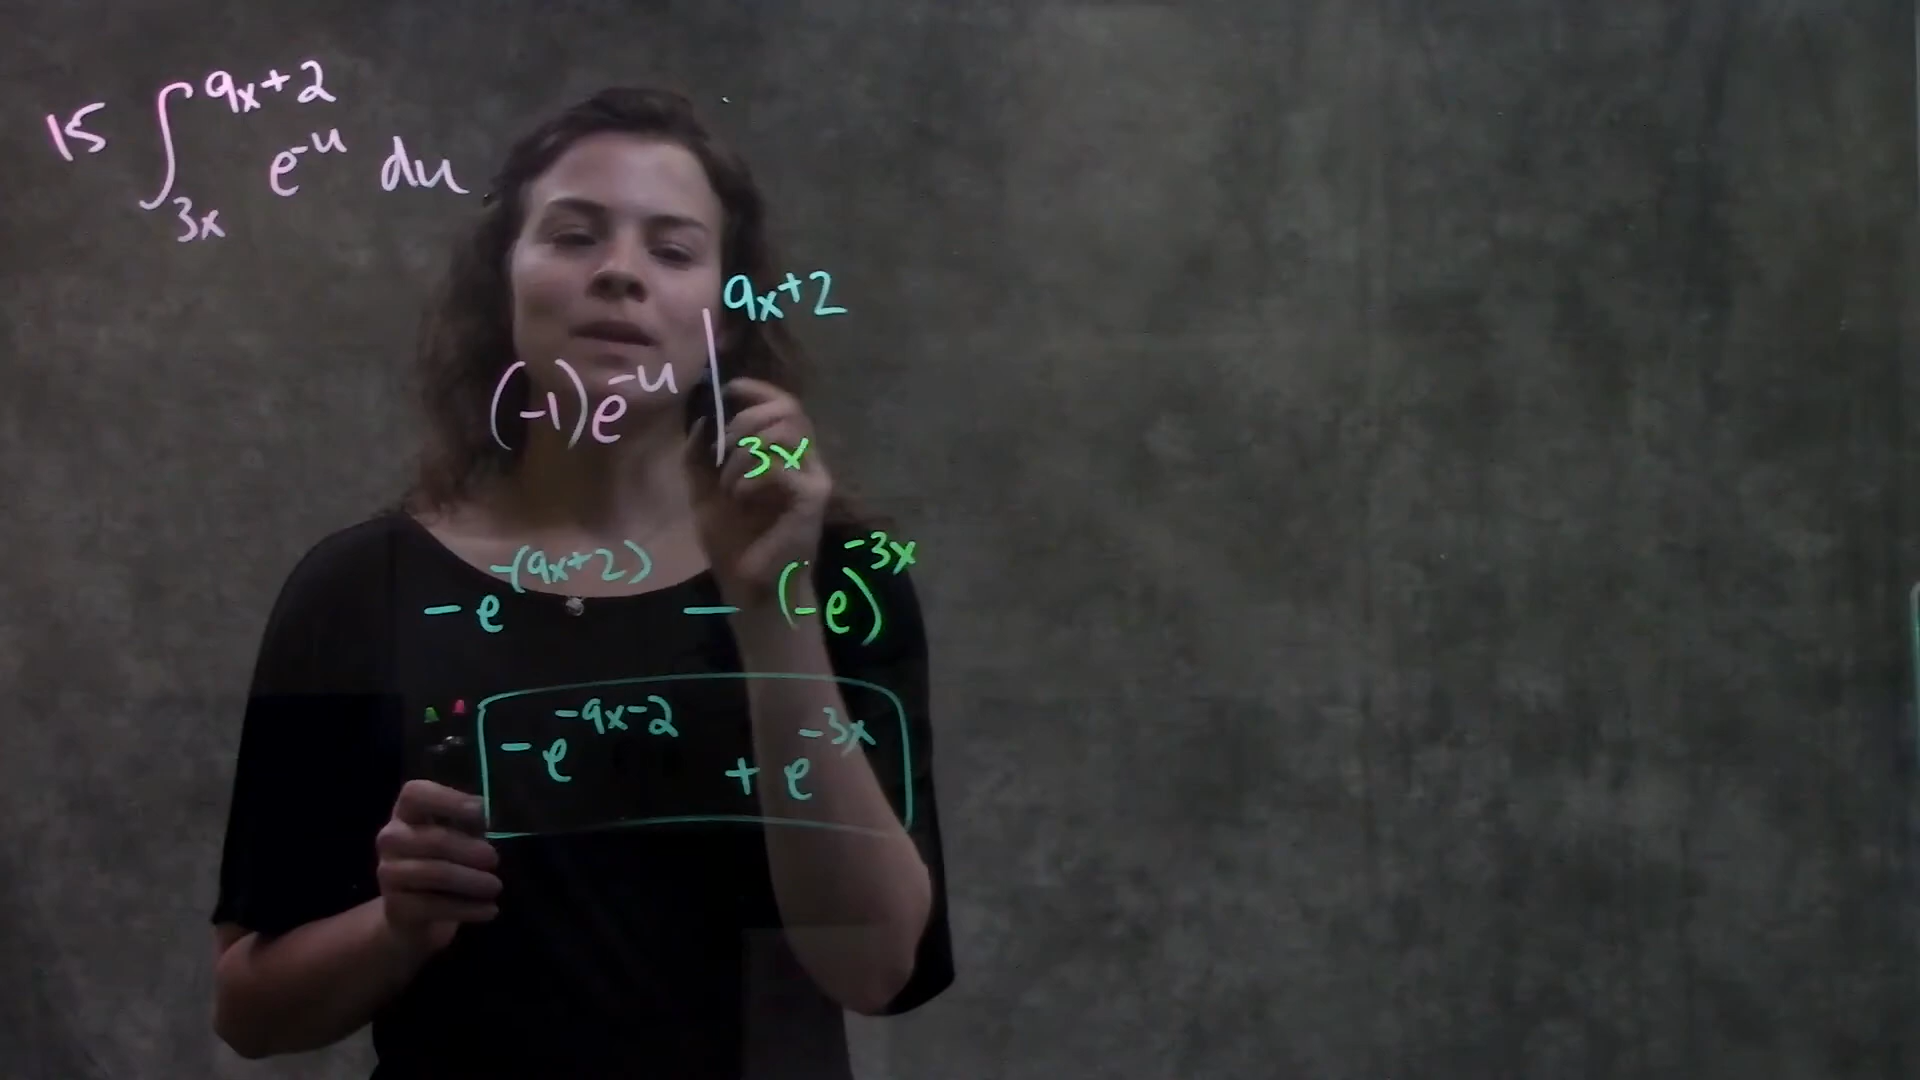 15 ∫_{3x}^{9x+2} e^{-u} du
(-1)e^{-u} |_{3x}^{9x+2}
-e^{-(9x+2)} - (-e)^{-3x}
-e^{-9x-2} + e^{-3x}